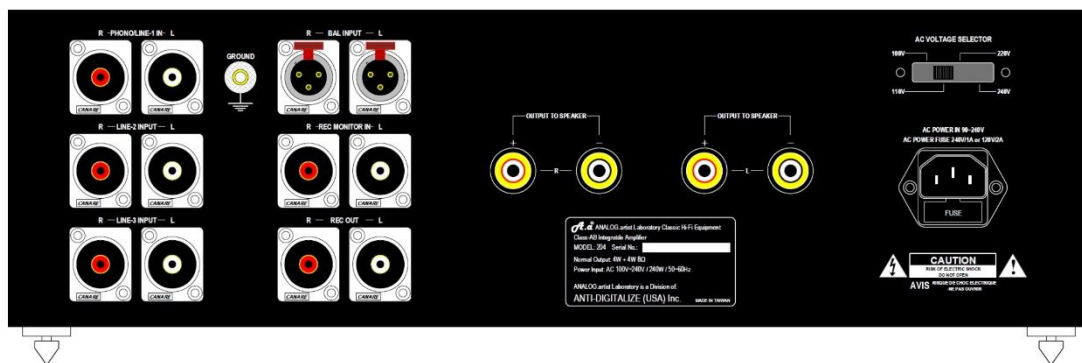 R -PHONO/LINE-1 IN- L
CANARE CANARE
GROUND
R — BAL INPUT — L
R — LINE-2 INPUT — L
CANARE CANARE
R -REC MONITOR IN- L
R — LINE-3 INPUT — L
CANARE CANARE
R — REC OUT — L
OUTPUT TO SPEAKER
+ −
R
OUTPUT TO SPEAKER
+ −
L
A.a ANALOG.artist Laboratory Classic Hi-Fi Equipment
Class-AB Integrable Amplifier
MODEL: 204 Serial No.:
Normal Output: 4W + 4W 8Ω
Power Input: AC 100V~240V / 240W / 50~60Hz
ANALOG.artist Laboratory is a Division of:
ANTI-DIGITALIZE (USA) Inc. MADE IN TAIWAN
AC VOLTAGE SELECTOR
100V 220V
110V 240V
AC POWER IN 90~240V
AC POWER FUSE 240V/1A or 120V/2A
FUSE
CAUTION
RISK OF ELECTRIC SHOCK
DO NOT OPEN
AVIS RISQUE DE CHOC ELECTRIQUE
- NE PAS OUVRIR